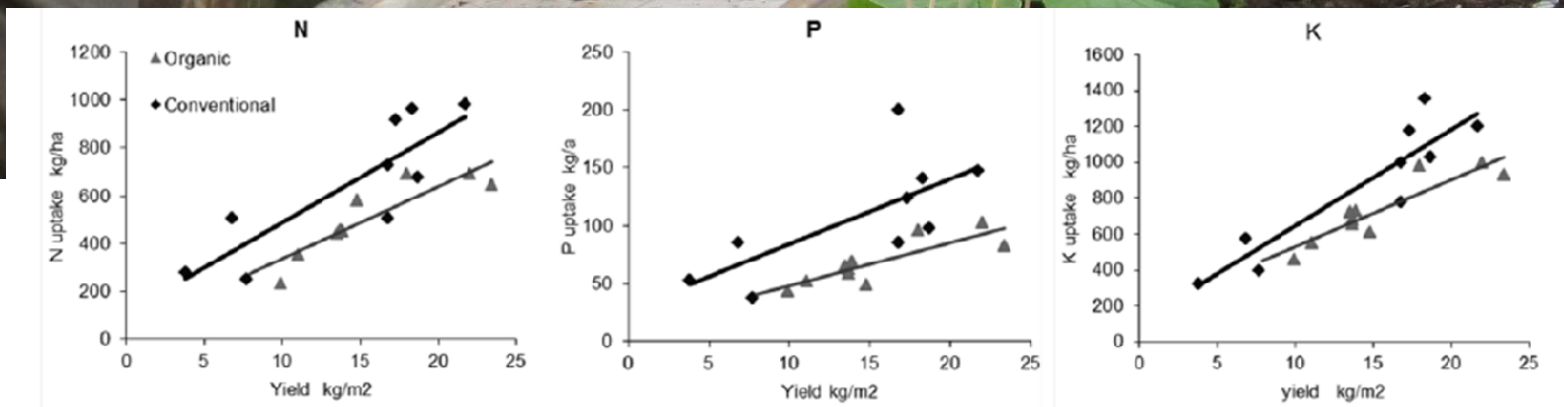 N
1200
1000
800
600
400
200
0
0 5 10 15 20 25
N uptake kg/ha
Yield kg/m2
Organic
Conventional
P
250
200
150
100
50
0
0 5 10 15 20 25
P uptake kg/a
Yield kg/m2
K
1600
1400
1200
1000
800
600
400
200
0
0 5 10 15 20 25
K uptake kg/ha
yield kg/m2